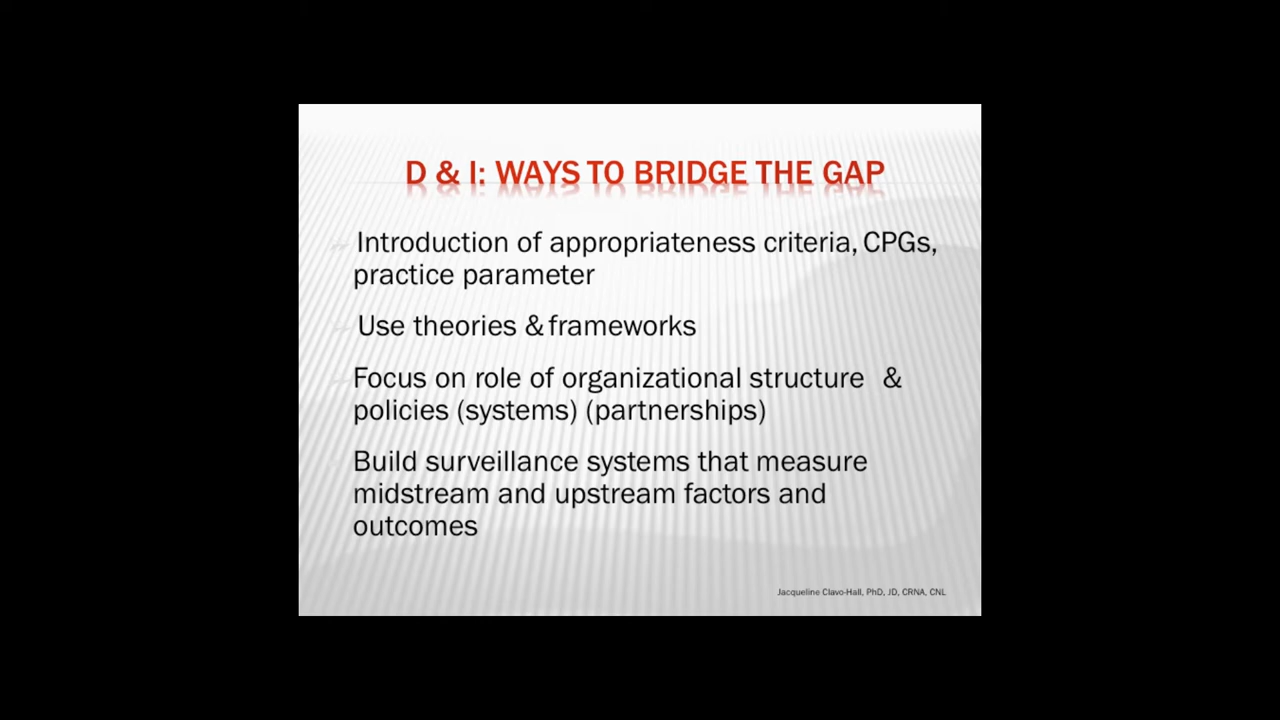 D & I: WAYS TO BRIDGE THE GAP
Introduction of appropriateness criteria, CPGs,
practice parameter
Use theories & frameworks
Focus on role of organizational structure &
policies (systems) (partnerships)
Build surveillance systems that measure
midstream and upstream factors and
outcomes
Jacqueline Clavo-Hall, PhD, JD, CRNA, CNL